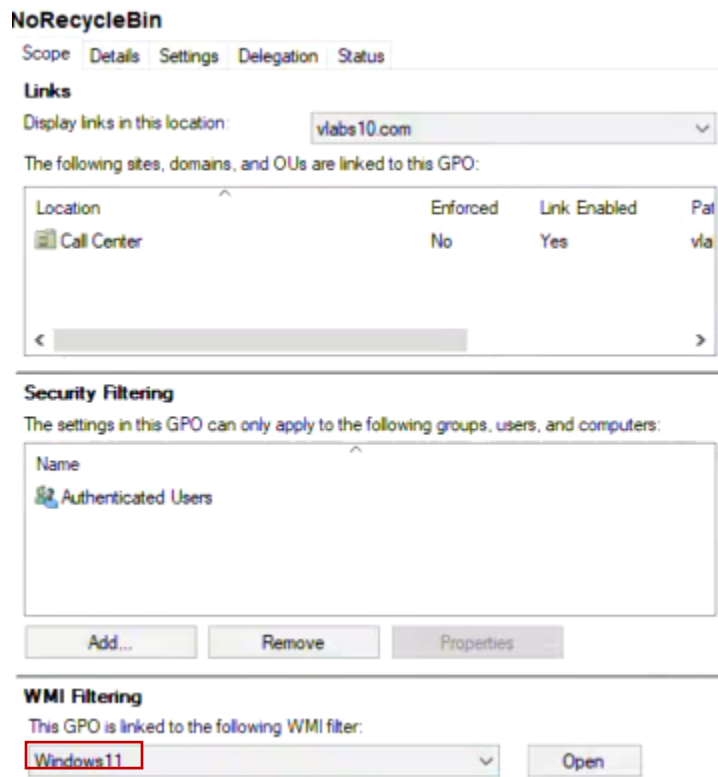 NoRecycleBin
Scope Details Settings Delegation Status
Links
Display links in this location: vlabs10.com
The following sites, domains, and OUs are linked to this GPO:
Location Enforced Link Enabled Pat
Call Center No Yes vla
Security Filtering
The settings in this GPO can only apply to the following groups, users, and computers:
Name
Authenticated Users
Add... Remove Properties
WMI Filtering
This GPO is linked to the following WMI filter:
Windows11 Open